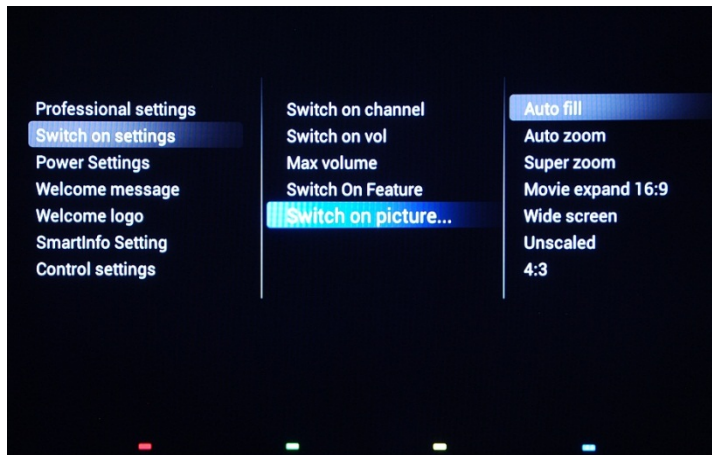 Professional settings
Switch on settings
Power Settings
Welcome message
Welcome logo
SmartInfo Setting
Control settings
Switch on channel
Switch on vol
Max volume
Switch On Feature
Switch on picture...
Auto fill
Auto zoom
Super zoom
Movie expand 16:9
Wide screen
Unscaled
4:3